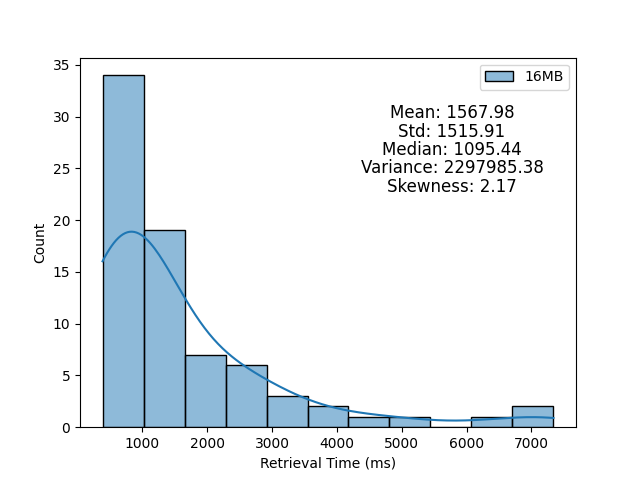 16MB
Mean: 1567.98
Std: 1515.91
Median: 1095.44
Variance: 2297985.38
Skewness: 2.17
35
30
25
20
15
10
5
0
Count
1000 2000 3000 4000 5000 6000 7000
Retrieval Time (ms)